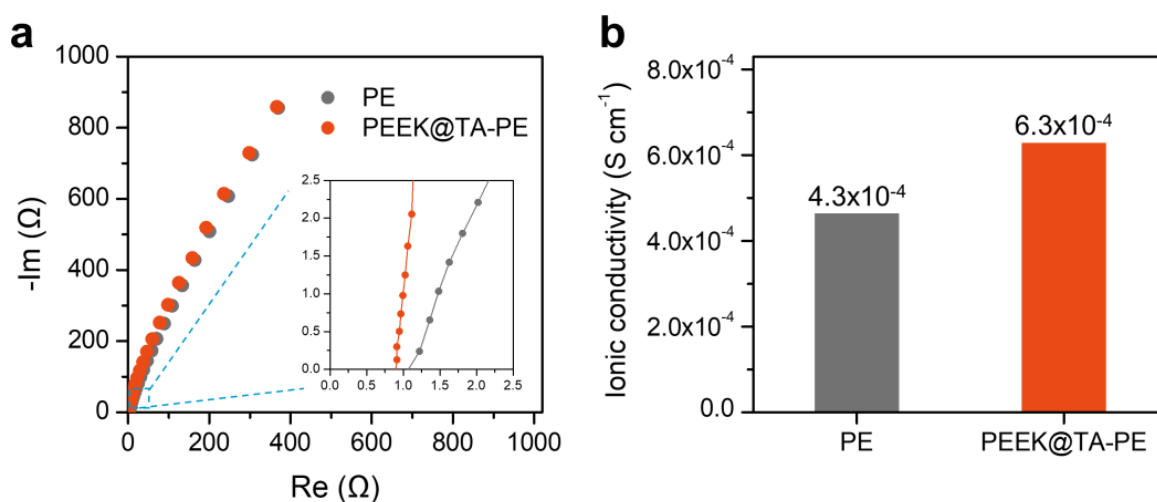 a
1000
800
600
400
200
0
-Im (Ω)
PE
PEEK@TA-PE
2.5
2.0
1.5
1.0
0.5
0.0
0.0 0.5 1.0 1.5 2.0 2.5
0 200 400 600 800 1000
Re (Ω)
b
8.0x10⁻⁴
6.0x10⁻⁴
4.0x10⁻⁴
2.0x10⁻⁴
0.0
Ionic conductivity (S cm⁻¹)
4.3x10⁻⁴
6.3x10⁻⁴
PE PEEK@TA-PE